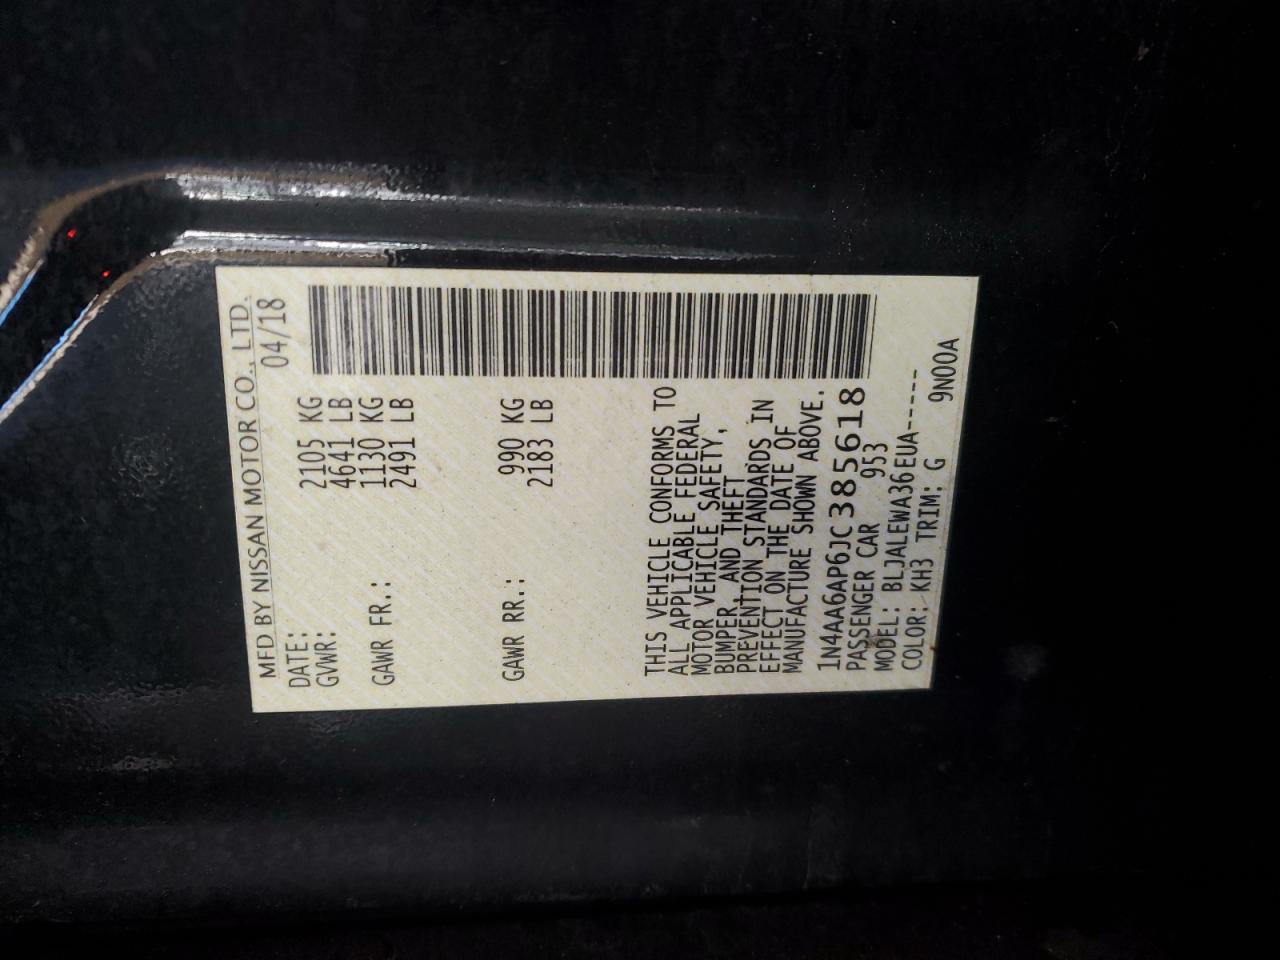 MFD BY NISSAN MOTOR CO., LTD.
DATE: 04/18
GVWR: 2105 KG
4641 LB
GAWR FR.: 1130 KG
2491 LB
GAWR RR.: 990 KG
2183 LB
THIS VEHICLE CONFORMS TO
ALL APPLICABLE FEDERAL
MOTOR VEHICLE SAFETY,
BUMPER, AND THEFT
PREVENTION STANDARDS IN
EFFECT ON THE DATE OF
MANUFACTURE SHOWN ABOVE.
1N4AA6AP6JC385618
PASSENGER CAR 953
MODEL: BLJALEWA36EUA-----
COLOR: KH3 TRIM: G 9N00A